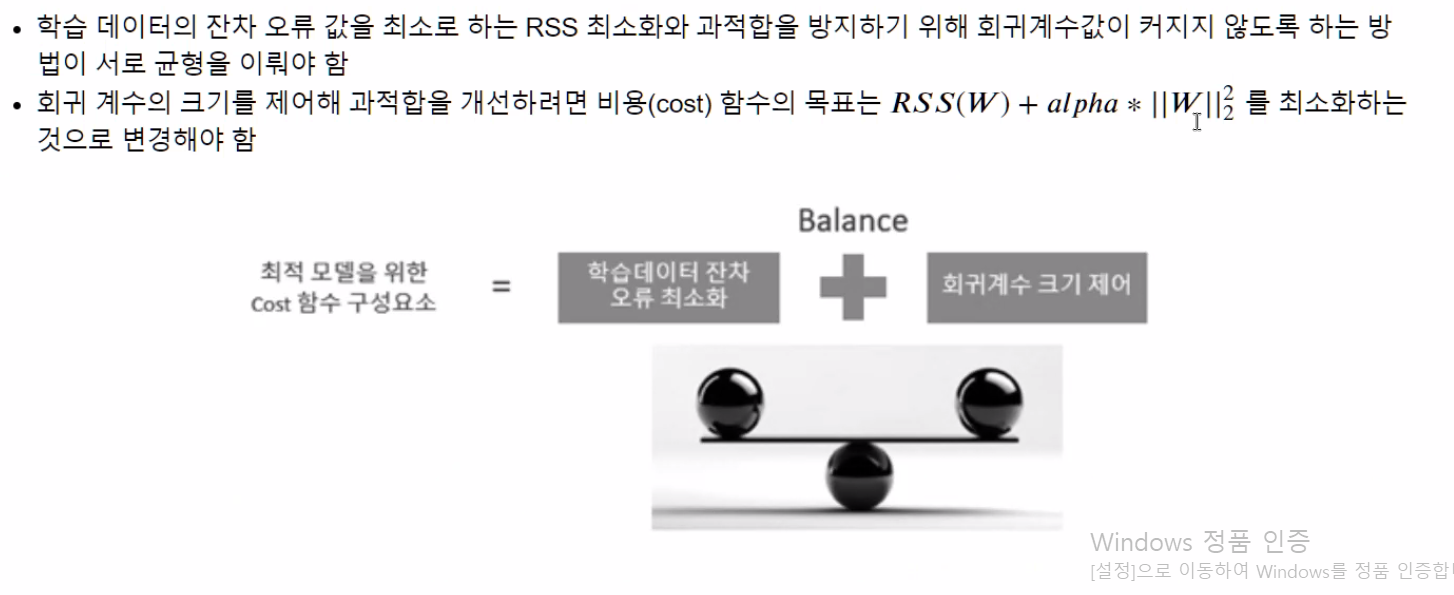 • 학습 데이터의 잔차 오류 값을 최소로 하는 RSS 최소화와 과적합을 방지하기 위해 회귀계수값이 커지지 않도록 하는 방
법이 서로 균형을 이뤄야 함
• 회귀 계수의 크기를 제어해 과적합을 개선하려면 비용(cost) 함수의 목표는 RSS(W) + alpha * ||W||₂² 를 최소화하는
것으로 변경해야 함
Balance
최적 모델을 위한
Cost 함수 구성요소
=
학습데이터 잔차
오류 최소화
회귀계수 크기 제어
Windows 정품 인증
[설정]으로 이동하여 Windows를 정품 인증합